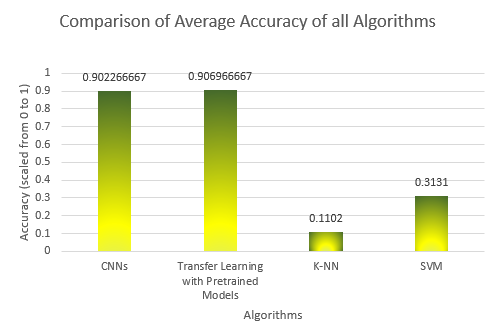 Comparison of Average Accuracy of all Algorithms
Accuracy (scaled from 0 to 1)
1
0.9
0.8
0.7
0.6
0.5
0.4
0.3
0.2
0.1
0
0.902266667
0.906966667
0.1102
0.3131
CNNs
Transfer Learning
with Pretrained
Models
K-NN
SVM
Algorithms